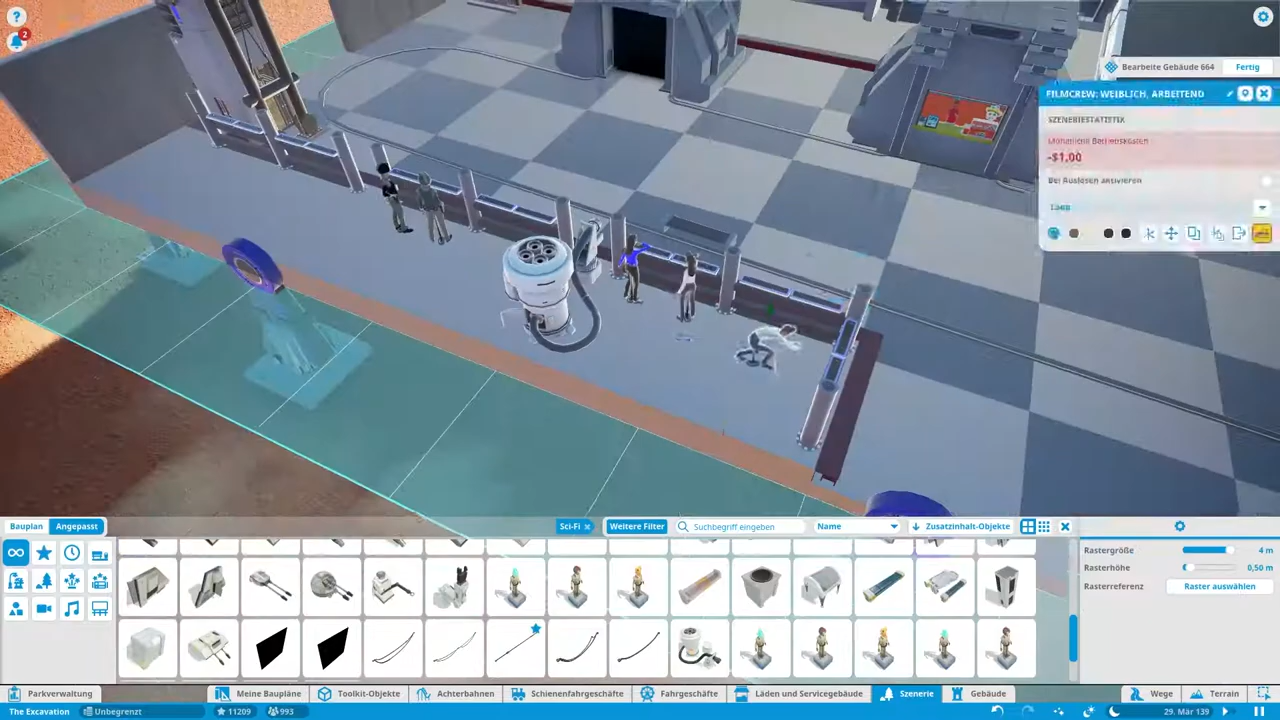 ?
2
Bearbeite Gebäude 664
Fertig
FILMCREW: WEIBLICH, ARBEITEND
SZENERIESTATISTIK
Monatliche Betriebskosten
-$1,00
Bei Auslösen aktivieren
Bauplan
Angepasst
Sci-Fi
Weitere Filter
Suchbegriff eingeben
Name
Zusatzinhalt-Objekte
Rastergröße
4 m
Rasterhöhe
0,50 m
Rasterreferenz
Raster auswählen
Parkverwaltung
Meine Baupläne
Toolkit-Objekte
Achterbahnen
Schienenfahrgeschäfte
Fahrgeschäfte
Läden und Servicegebäude
Szenerie
Gebäude
Wege
Terrain
The Excavation
Unbegrenzt
11209
993
29. Mär 139